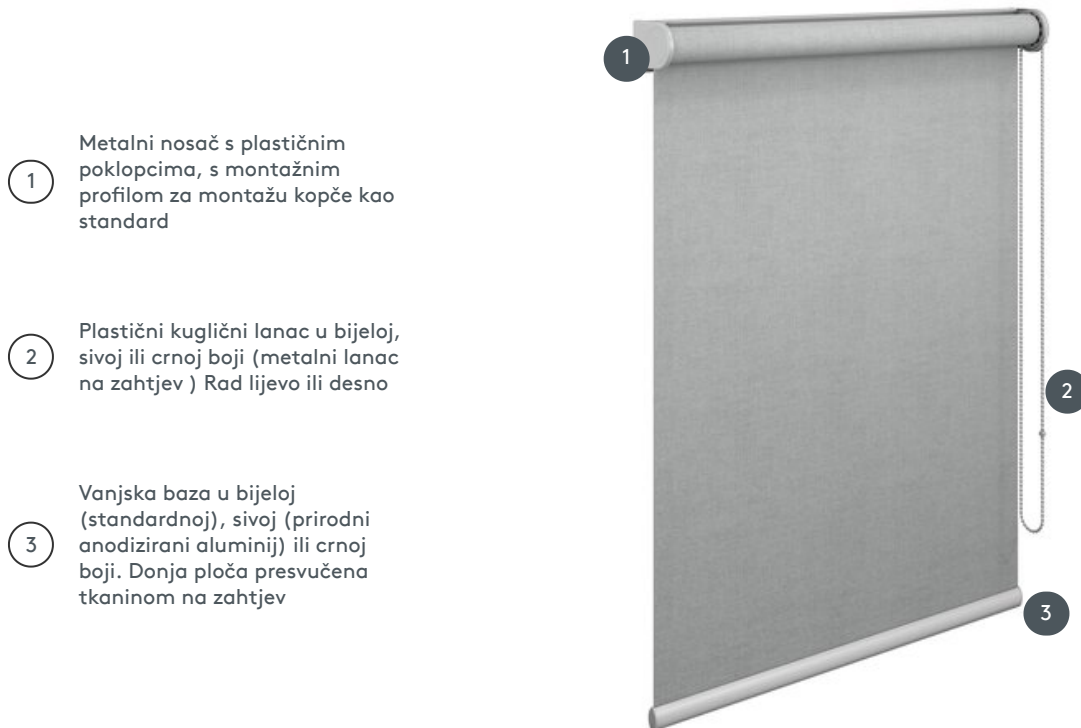 1
Metalni nosač s plastičnim
poklopcima, s montažnim
profilom za montažu kopče kao
standard
2
Plastični kuglični lanac u bijeloj,
sivoj ili crnoj boji (metalni lanac
na zahtjev ) Rad lijevo ili desno
3
Vanjska baza u bijeloj
(standardnoj), sivoj (prirodni
anodizirani aluminij) ili crnoj
boji. Donja ploča presvučena
tkaninom na zahtjev
1
2
3